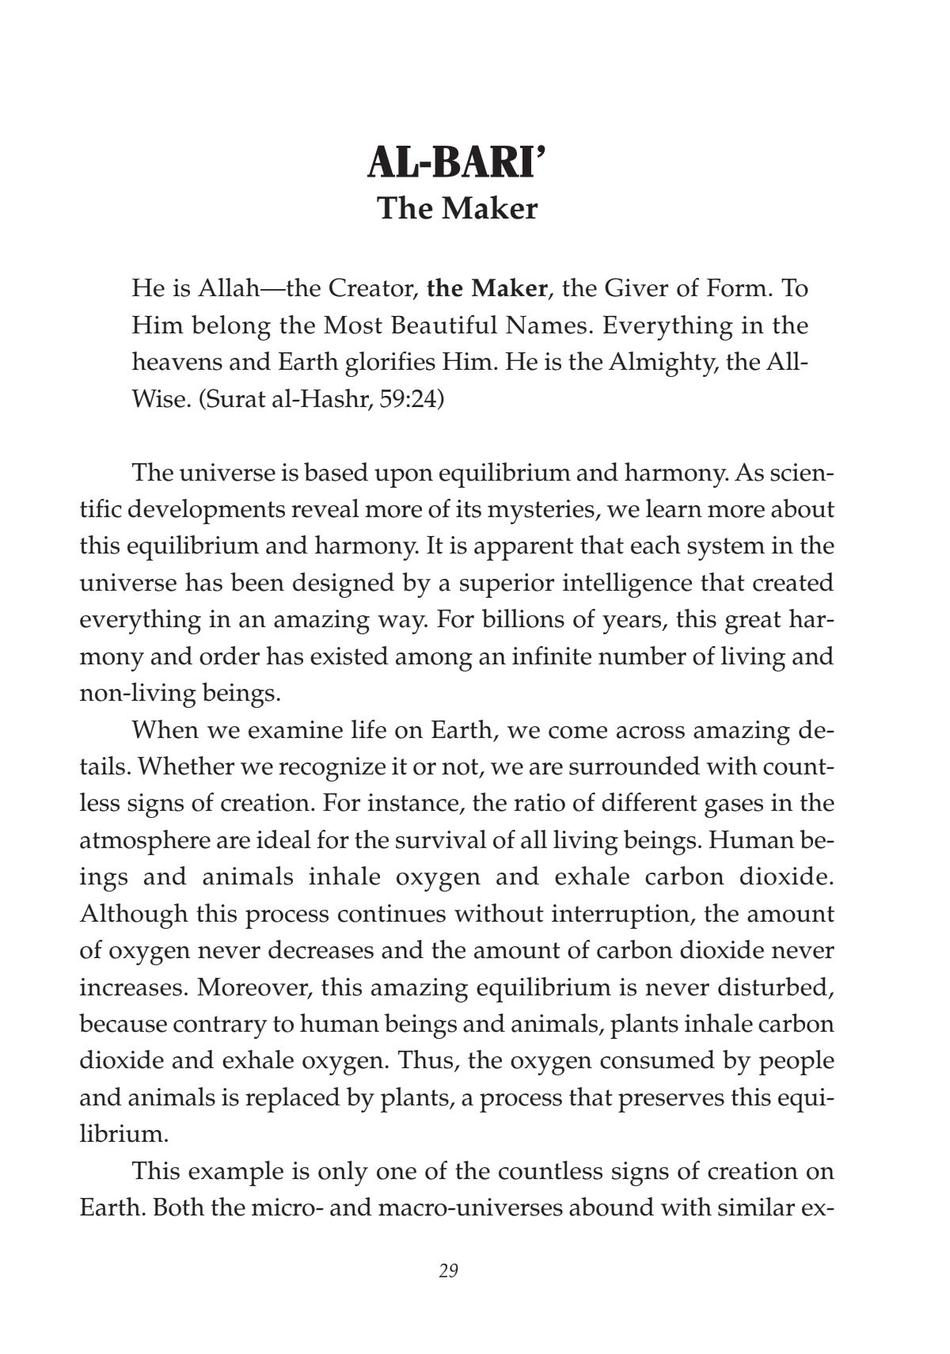 AL-BARI’
The Maker
He is Allah—the Creator, the Maker, the Giver of Form. To
Him belong the Most Beautiful Names. Everything in the
heavens and Earth glorifies Him. He is the Almighty, the All-
Wise. (Surat al-Hashr, 59:24)
The universe is based upon equilibrium and harmony. As scien-
tific developments reveal more of its mysteries, we learn more about
this equilibrium and harmony. It is apparent that each system in the
universe has been designed by a superior intelligence that created
everything in an amazing way. For billions of years, this great har-
mony and order has existed among an infinite number of living and
non-living beings.
When we examine life on Earth, we come across amazing de-
tails. Whether we recognize it or not, we are surrounded with count-
less signs of creation. For instance, the ratio of different gases in the
atmosphere are ideal for the survival of all living beings. Human be-
ings and animals inhale oxygen and exhale carbon dioxide.
Although this process continues without interruption, the amount
of oxygen never decreases and the amount of carbon dioxide never
increases. Moreover, this amazing equilibrium is never disturbed,
because contrary to human beings and animals, plants inhale carbon
dioxide and exhale oxygen. Thus, the oxygen consumed by people
and animals is replaced by plants, a process that preserves this equi-
librium.
This example is only one of the countless signs of creation on
Earth. Both the micro- and macro-universes abound with similar ex-
29